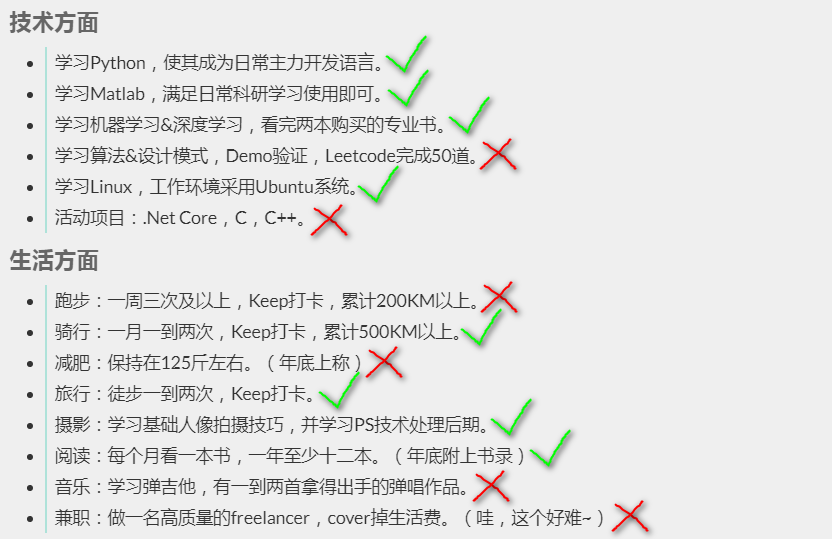 技术方面
学习Python，使其成为日常主力开发语言。
学习Matlab，满足日常科研学习使用即可。
学习机器学习&深度学习，看完两本购买的专业书。
学习算法&设计模式，Demo验证，Leetcode完成50道。
学习Linux，工作环境采用Ubuntu系统。
活动项目：.Net Core，C，C++。
生活方面
跑步：一周三次及以上，Keep打卡，累计200KM以上。
骑行：一月一到两次，Keep打卡，累计500KM以上。
减肥：保持在125斤左右。（年底上称）
旅行：徒步一到两次，Keep打卡。
摄影：学习基础人像拍摄技巧，并学习PS技术处理后期。
阅读：每个月看一本书，一年至少十二本。（年底附上书录）
音乐：学习弹吉他，有一到两首拿得出手的弹唱作品。
兼职：做一名高质量的freelancer，cover掉生活费。（哇，这个好难~）